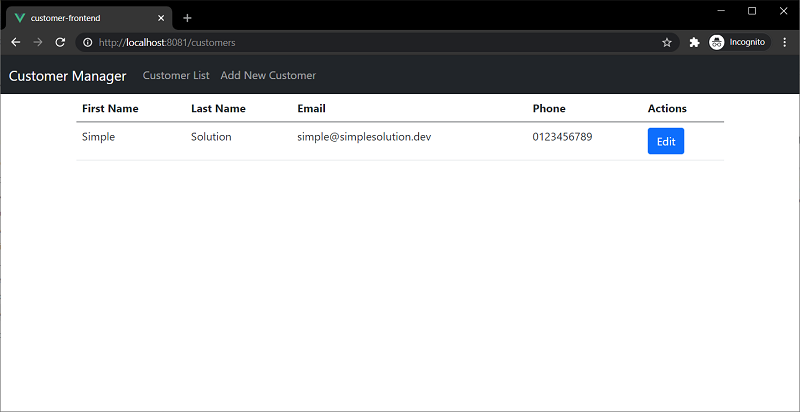 customer-frontend
http://localhost:8081/customers
Incognito
Customer Manager Customer List Add New Customer
First Name Last Name Email Phone Actions
Simple Solution simple@simplesolution.dev 0123456789 Edit